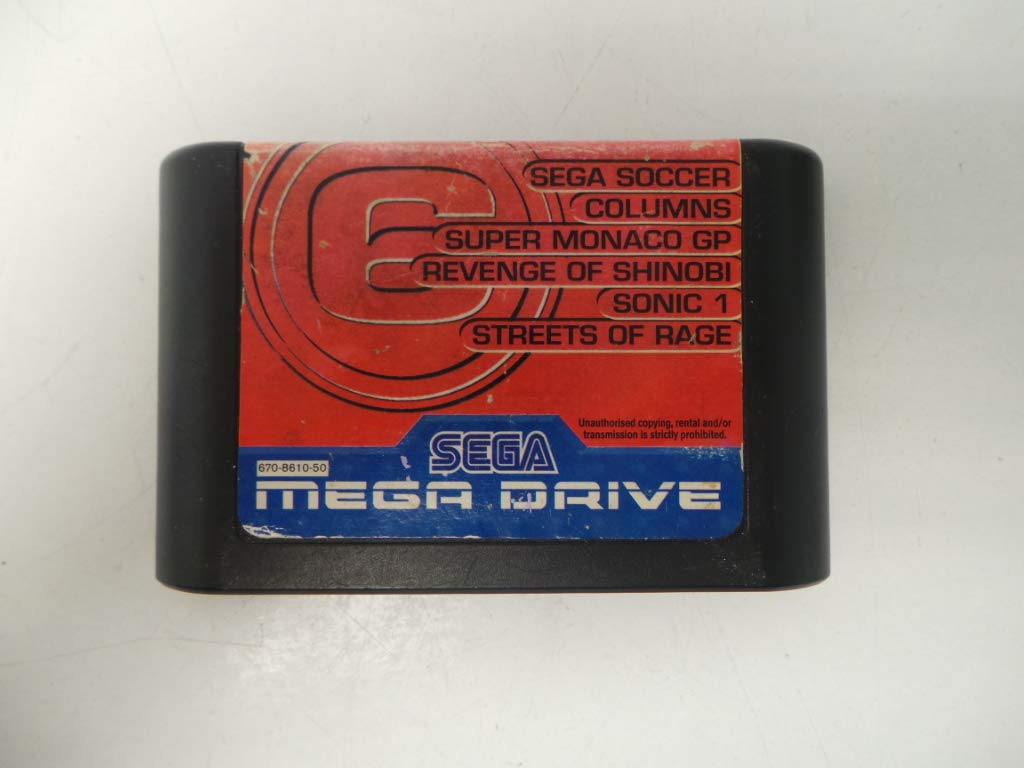 6
SEGA SOCCER
COLUMNS
SUPER MONACO GP
REVENGE OF SHINOBI
SONIC 1
STREETS OF RAGE
Unauthorised copying, rental and/or
transmission is strictly prohibited.
SEGA
670-8610-50
MEGA DRIVE